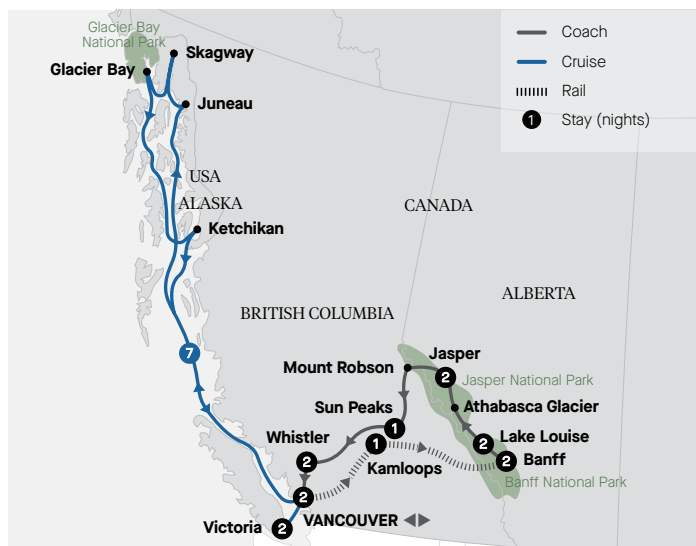 Glacier Bay
National Park
Skagway
Glacier Bay
Juneau
Coach
Cruise
Rail
1 Stay (nights)
USA
ALASKA
CANADA
Ketchikan
ALBERTA
BRITISH COLUMBIA
7
Mount Robson
Jasper
2
Jasper National Park
Sun Peaks
Athabasca Glacier
1
Whistler
1
2 Lake Louise
2
Kamloops
2 Banff
Banff National Park
2
VANCOUVER
Victoria 2